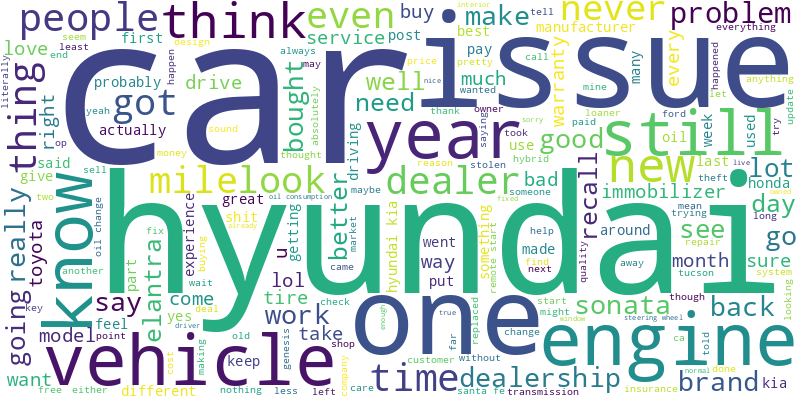 people
think
even
buy
make
never
problem
love
first
service
post
best
manufacturer
everything
least
design
happen
always
pay
car
issue
year
thing
right
probably
drive
bought
well
need
much
many
every
warranty
got
actually
op
said
give
sound
thought
absolutely
driving
use
good
still
oil
week
used
try
update
know
mile
look
dealer
bad
new
last
lot
honda
hyundai
going
really
toyota
experience
great
shit
getting
better
hyundai kia
something
immobilizer
recall
day
see
go
sure
month
say
come
yes
feel
model
elantra
part
fix
lol
tire
work
take
one
sonata
back
engine
vehicle
time
dealership
brand
kia
want
different
keep
genesis
customer
santa fe
transmission
insurance
steering wheel
oil consumption
remote start
oil change
literally
loaner
owner
hybrid
stolen
theft
quality
tucson
repair
system
looking
without
replaced
company
nothing
free either
cost
making
buying
money
already
market
maybe
someone
around
away
made
went
way
put
help
find
next
reason
took
saying
thank
wanted
nice
pretty
price
interior
tell
call
mine
sorry
ford
paid
happened
anything
let
live
owned
mean
trying
long
though
told
done
normal
window
change
might
start
far
true
enough
check
shop
left
less
care
old
driver
point
key
another
wait
two
sell
end
seem
yeah
may
came
fixed
deal
u
ca